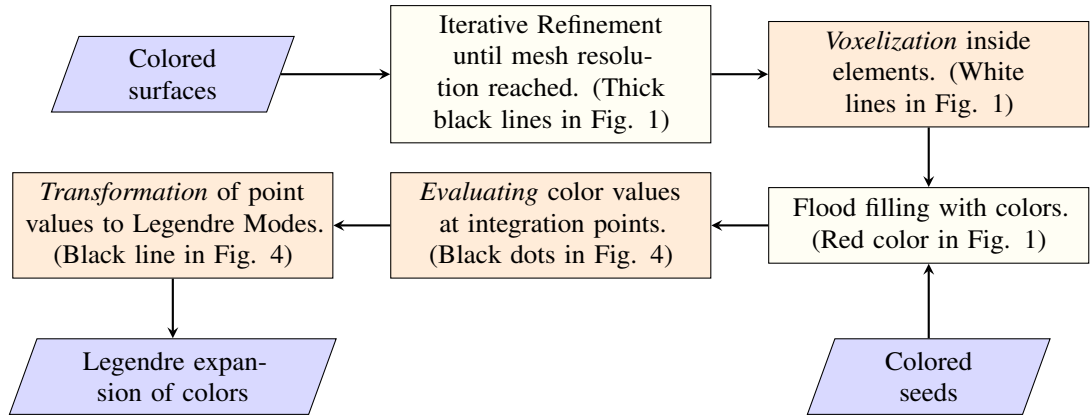 Colored
surfaces
Iterative Refinement
until mesh resolu-
tion reached. (Thick
black lines in Fig. 1)
Voxelization inside
elements. (White
lines in Fig. 1)
Transformation of point
values to Legendre Modes.
(Black line in Fig. 4)
Evaluating color values
at integration points.
(Black dots in Fig. 4)
Flood filling with colors.
(Red color in Fig. 1)
Legendre expan-
sion of colors
Colored
seeds